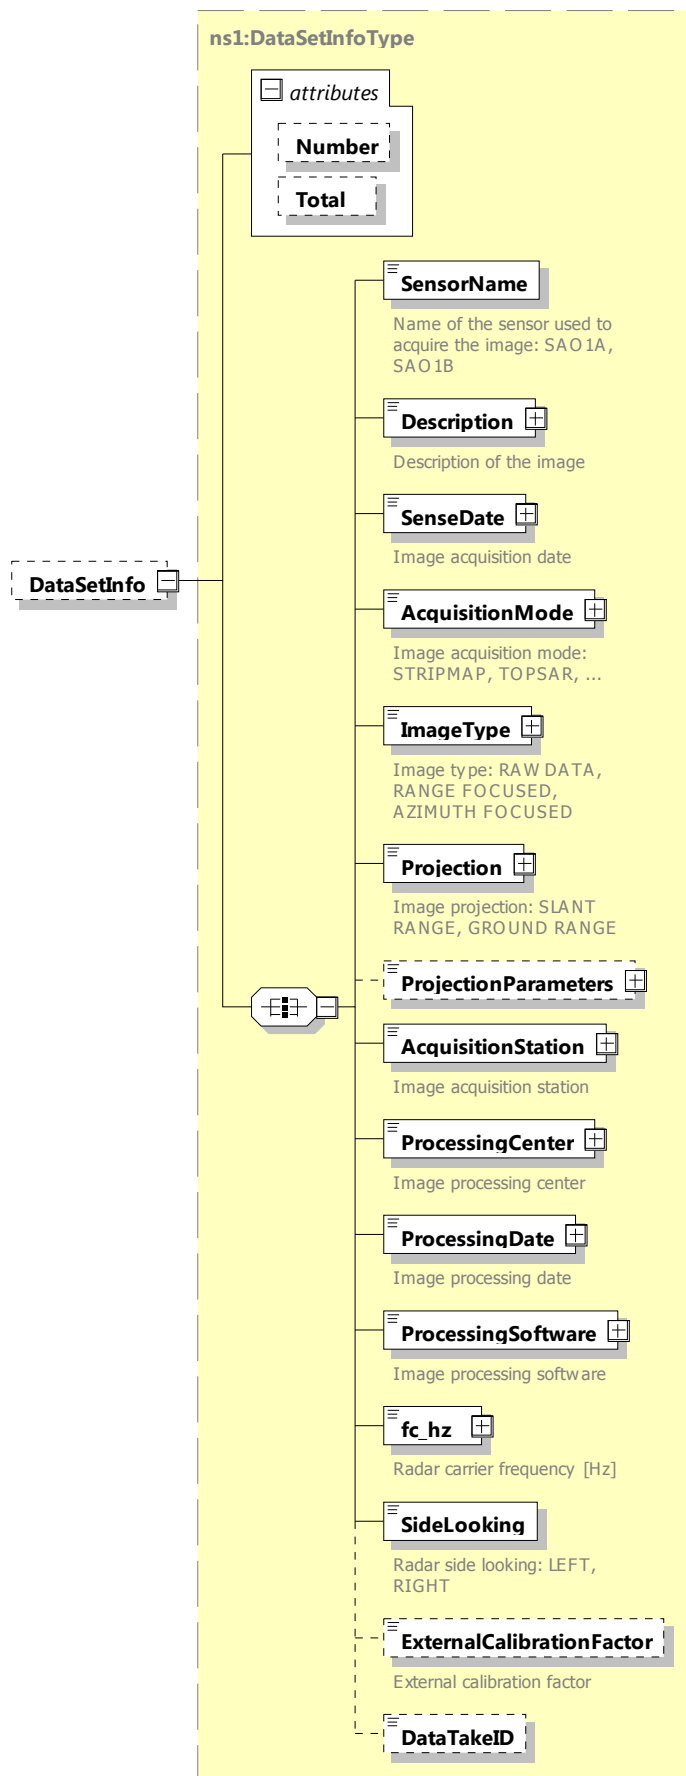 ns1:DataSetInfoType
attributes
Number
Total
SensorName
Name of the sensor used to
acquire the image: SAO1A,
SAO1B
Description
Description of the image
SenseDate
Image acquisition date
DataSetInfo
AcquisitionMode
Image acquisition mode:
STRIPMAP, TOPSAR, ...
ImageType
Image type: RAW DATA,
RANGE FOCUSED,
AZIMUTH FOCUSED
Projection
Image projection: SLANT
RANGE, GROUND RANGE
ProjectionParameters
AcquisitionStation
Image acquisition station
ProcessingCenter
Image processing center
ProcessingDate
Image processing date
ProcessingSoftware
Image processing software
fc_hz
Radar carrier frequency [Hz]
SideLooking
Radar side looking: LEFT,
RIGHT
ExternalCalibrationFactor
External calibration factor
DataTakeID